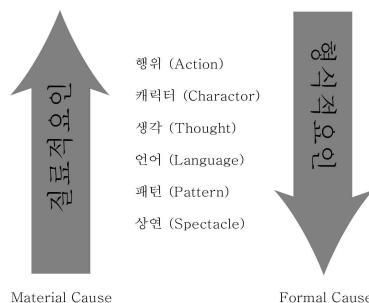 질료적요인
행위 (Action)
캐릭터 (Charactor)
생각 (Thought)
언어 (Language)
패턴 (Pattern)
상연 (Spectacle)
형식적요인
Material Cause
Formal Cause